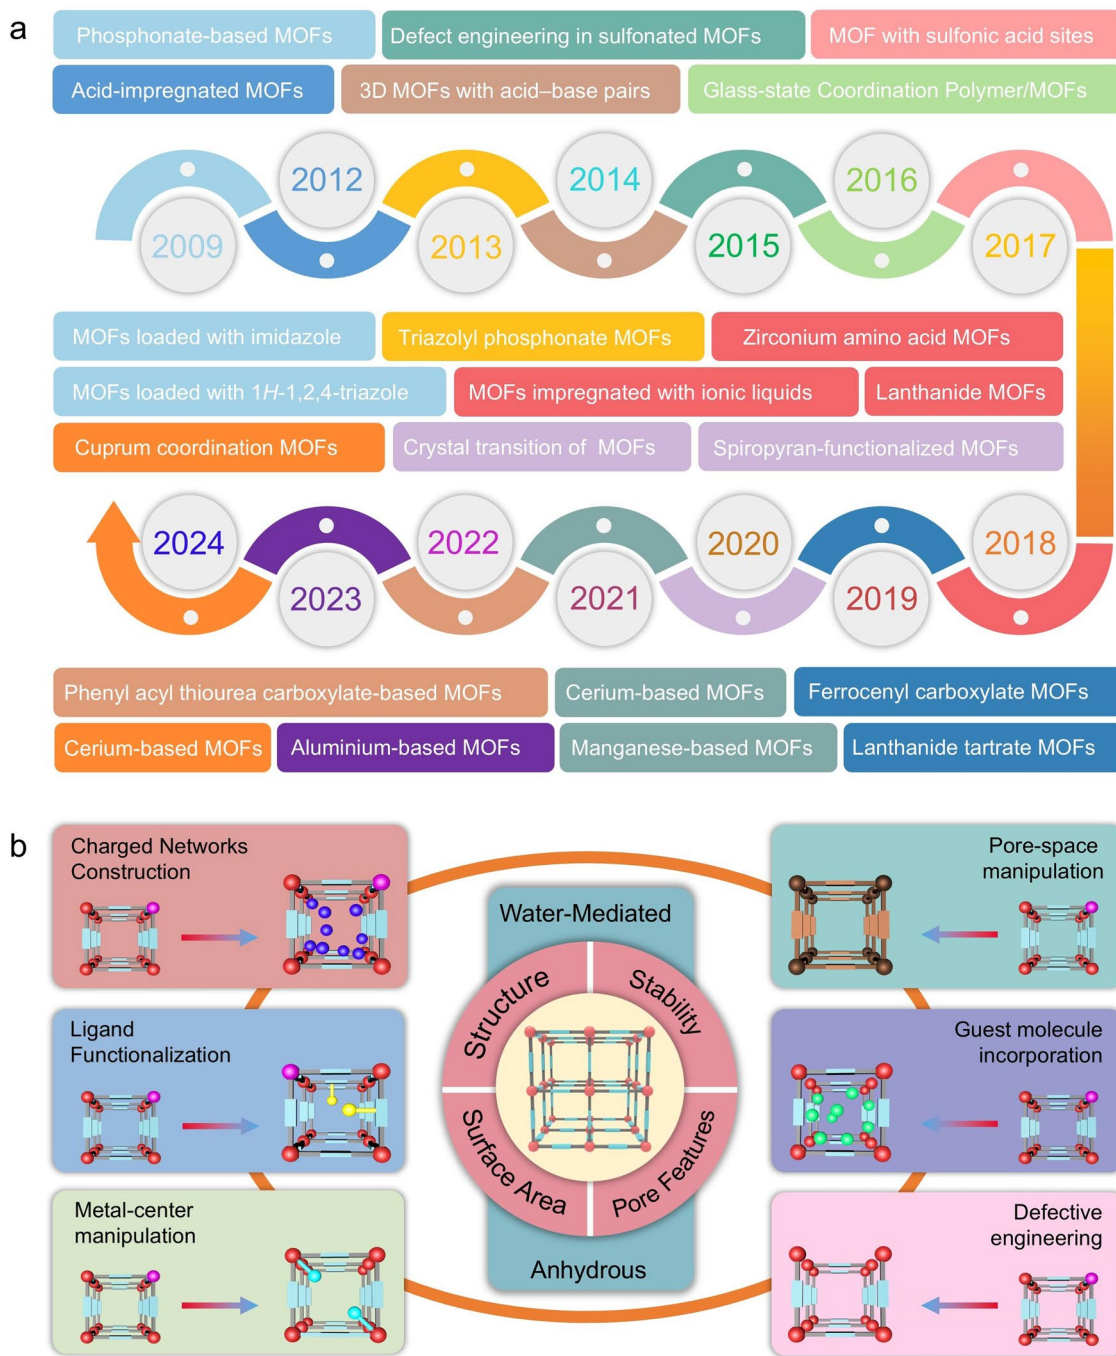 a
Phosphonate-based MOFs
Defect engineering in sulfonated MOFs
MOF with sulfonic acid sites
Acid-impregnated MOFs
3D MOFs with acid–base pairs
Glass-state Coordination Polymer/MOFs
2009
2012
2013
2014
2015
2016
2017
MOFs loaded with imidazole
Triazolyl phosphonate MOFs
Zirconium amino acid MOFs
MOFs loaded with 1H-1,2,4-triazole
MOFs impregnated with ionic liquids
Lanthanide MOFs
Cuprum coordination MOFs
Crystal transition of MOFs
Spiropyran-functionalized MOFs
2024
2023
2022
2021
2020
2019
2018
Phenyl acyl thiourea carboxylate-based MOFs
Cerium-based MOFs
Ferrocenyl carboxylate MOFs
Cerium-based MOFs
Aluminium-based MOFs
Manganese-based MOFs
Lanthanide tartrate MOFs
b
Charged Networks
Construction
Ligand
Functionalization
Metal-center
manipulation
Water-Mediated
Structure
Stability
Surface Area
Pore Features
Anhydrous
Pore-space
manipulation
Guest molecule
incorporation
Defective
engineering